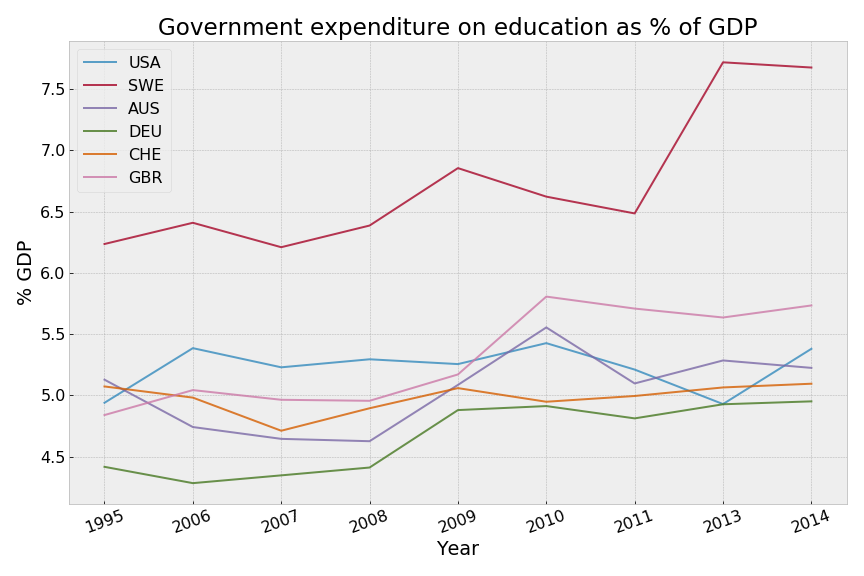 Government expenditure on education as % of GDP
USA
SWE
AUS
DEU
CHE
GBR
7.5
7.0
6.5
6.0
5.5
5.0
4.5
% GDP
1995 2006 2007 2008 2009 2010 2011 2013 2014
Year